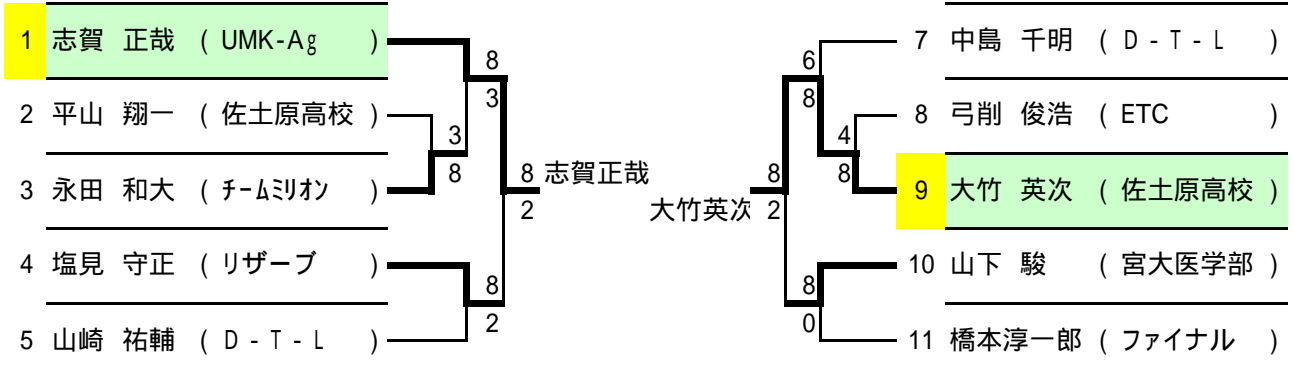 1 志賀 正哉 ( UMK-Ag )
8
3
2 平山 翔一 ( 佐土原高校 )
3
8
3 永田 和大 ( チームミリオン )
8 志賀正哉
2
4 塩見 守正 ( リザーブ )
8
2
5 山崎 祐輔 ( D - T - L )
7 中島 千明 ( D - T - L )
6
8
8 弓削 俊浩 ( ETC )
4
8
9 大竹 英次 ( 佐土原高校 )
8
大竹英次 2
10 山下 駿 ( 宮大医学部 )
8
0
11 橋本淳一郎 ( ファイナル )